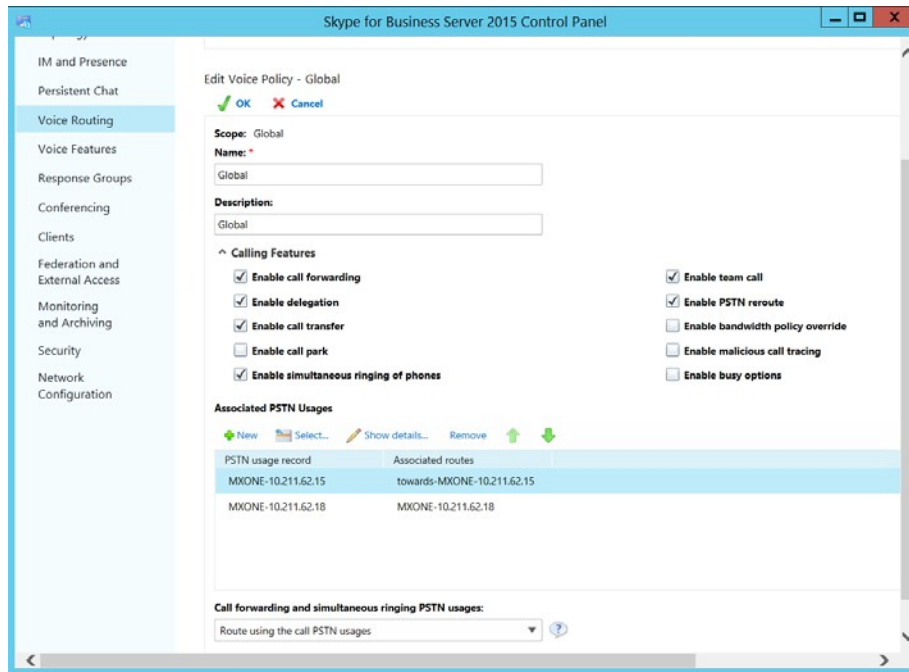 Skype for Business Server 2015 Control Panel
IM and Presence
Persistent Chat
Voice Routing
Voice Features
Response Groups
Conferencing
Clients
Federation and
External Access
Monitoring
and Archiving
Security
Network
Configuration
Edit Voice Policy - Global
OK Cancel
Scope: Global
Name: *
Global
Description:
Global
Calling Features
Enable call forwarding
Enable delegation
Enable call transfer
Enable call park
Enable simultaneous ringing of phones
Enable team call
Enable PSTN reroute
Enable bandwidth policy override
Enable malicious call tracing
Enable busy options
Associated PSTN Usages
New Select... Show details... Remove
PSTN usage record Associated routes
MXONE-10.211.62.15 towards-MXONE-10.211.62.15
MXONE-10.211.62.18 MXONE-10.211.62.18
Call forwarding and simultaneous ringing PSTN usages:
Route using the call PSTN usages
?